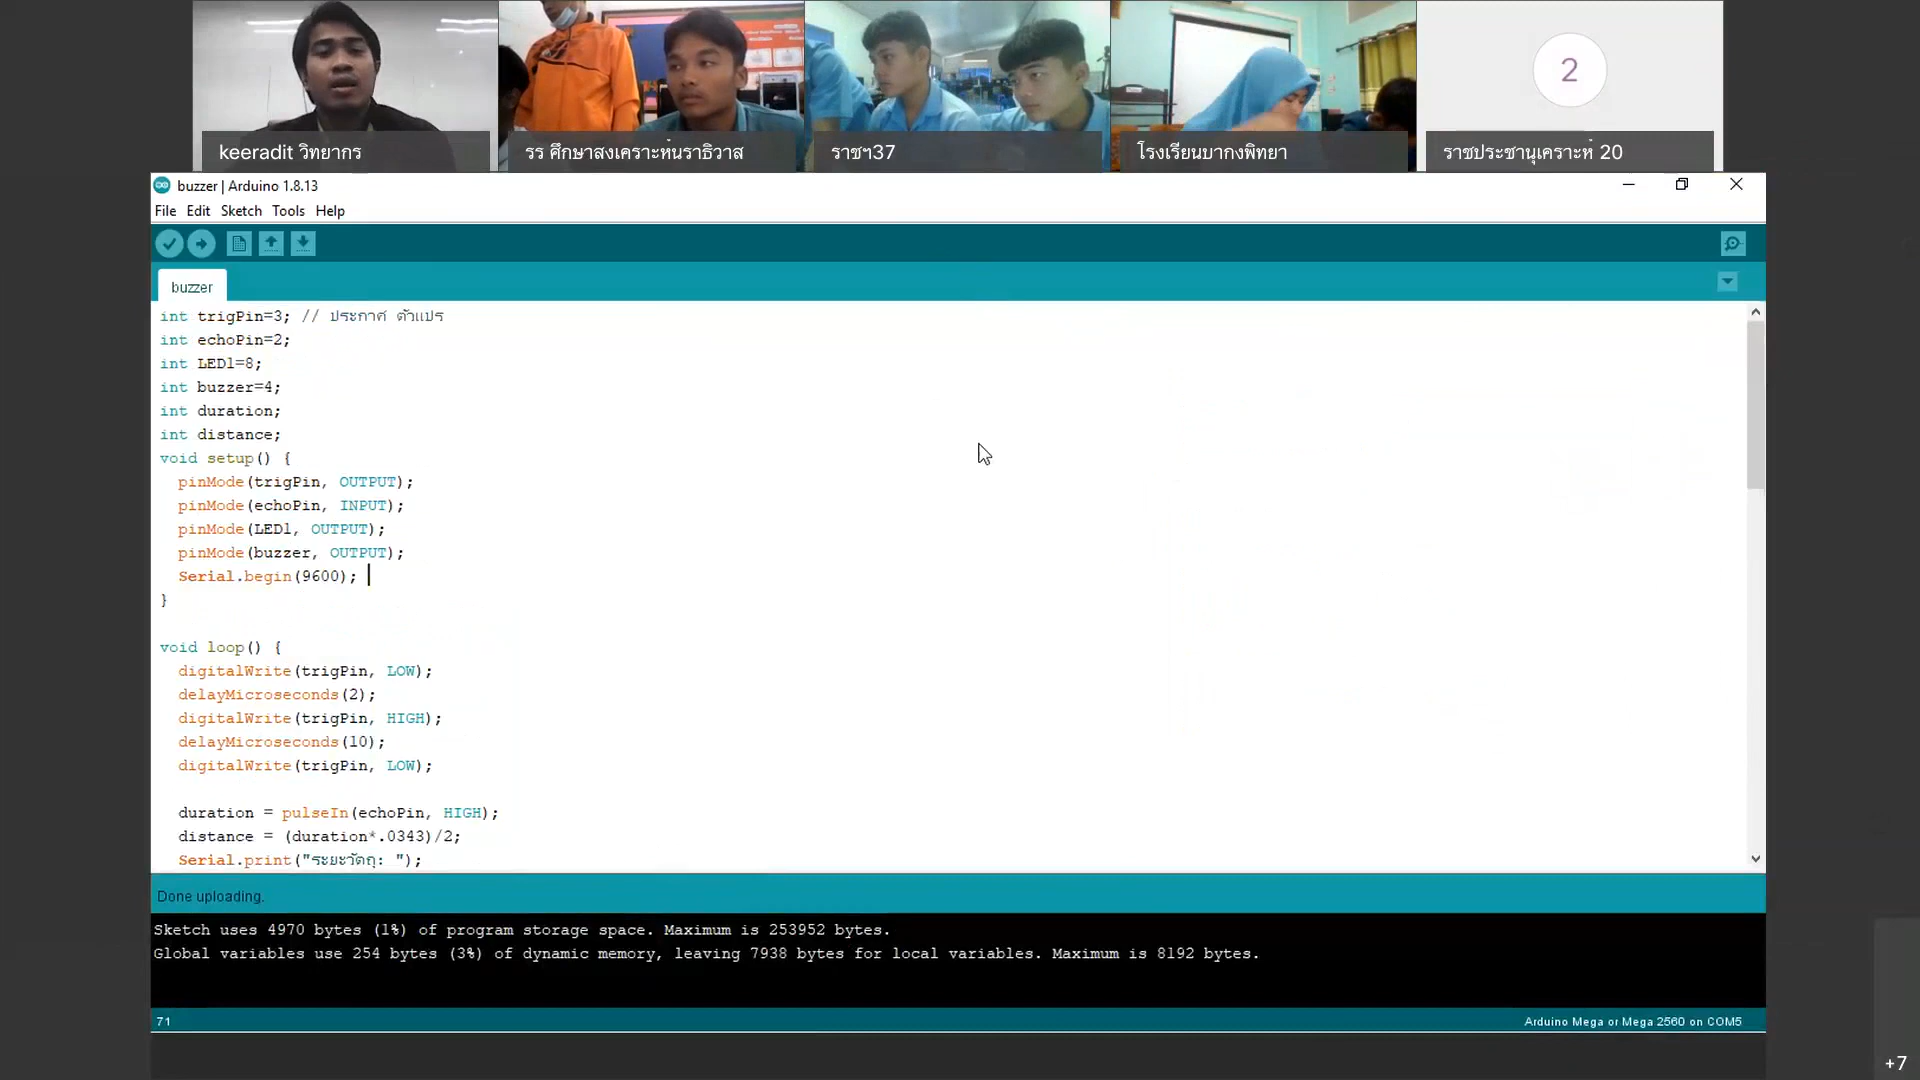 keeradit วิทยากร
รร ศึกษาสงเคราะห์นราธิวาส
ราชฯ37
โรงเรียนบากงพิทยา
2
ราชประชานุเคราะห์ 20
buzzer | Arduino 1.8.13
File Edit Sketch Tools Help
buzzer
int trigPin=3; // ประกาศ ตัวแปร
int echoPin=2;
int LED1=8;
int buzzer=4;
int duration;
int distance;
void setup() {
pinMode(trigPin, OUTPUT);
pinMode(echoPin, INPUT);
pinMode(LED1, OUTPUT);
pinMode(buzzer, OUTPUT);
Serial.begin(9600);
}
void loop() {
digitalWrite(trigPin, LOW);
delayMicroseconds(2);
digitalWrite(trigPin, HIGH);
delayMicroseconds(10);
digitalWrite(trigPin, LOW);
duration = pulseIn(echoPin, HIGH);
distance = (duration*.0343)/2;
Serial.print("ระยะวัตถุ: ");
Done uploading.
Sketch uses 4970 bytes (1%) of program storage space. Maximum is 253952 bytes.
Global variables use 254 bytes (3%) of dynamic memory, leaving 7938 bytes for local variables. Maximum is 8192 bytes.
71
Arduino Mega or Mega 2560 on COM5
+7